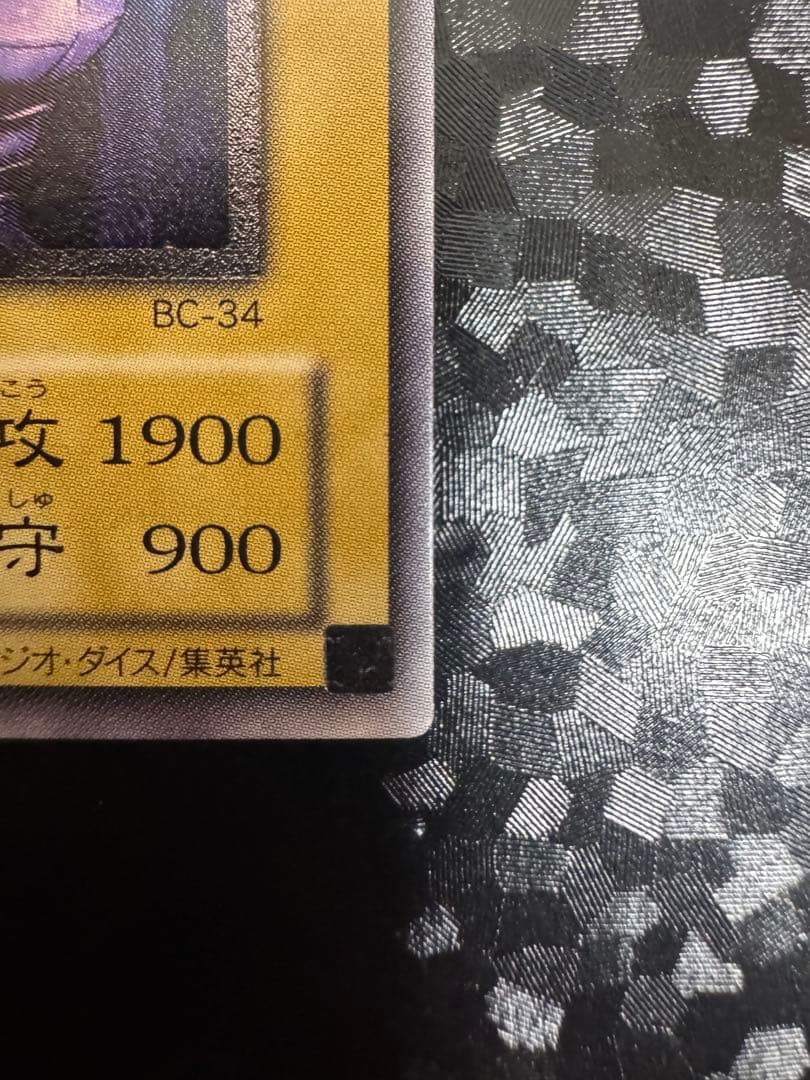 BC-34
こう
攻 1900
しゅ
守 900
ジオ・ダイス/集英社